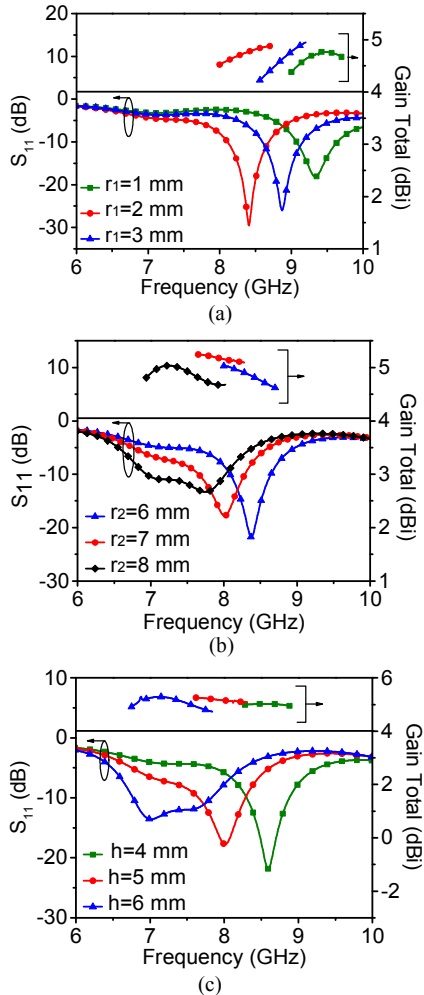 20
10
0
-10
-20
-30
S11 (dB)
5
4
3
2
1
Gain Total (dBi)
r1=1 mm
r1=2 mm
r1=3 mm
6 7 8 9 10
Frequency (GHz)
(a)
10
0
-10
-20
-30
S11 (dB)
5
4
3
2
1
Gain Total (dBi)
r2=6 mm
r2=7 mm
r2=8 mm
6 7 8 9 10
Frequency (GHz)
(b)
10
0
-10
-20
-30
S11 (dB)
6
5
4
3
2
0
-2
Gain Total (dBi)
h=4 mm
h=5 mm
h=6 mm
6 7 8 9 10
Frequency (GHz)
(c)